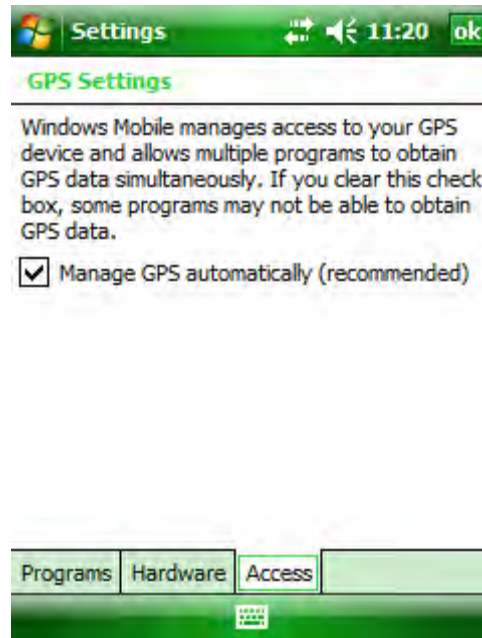 Settings 11:20 ok
GPS Settings
Windows Mobile manages access to your GPS
device and allows multiple programs to obtain
GPS data simultaneously. If you clear this check
box, some programs may not be able to obtain
GPS data.
Manage GPS automatically (recommended)
Programs Hardware Access